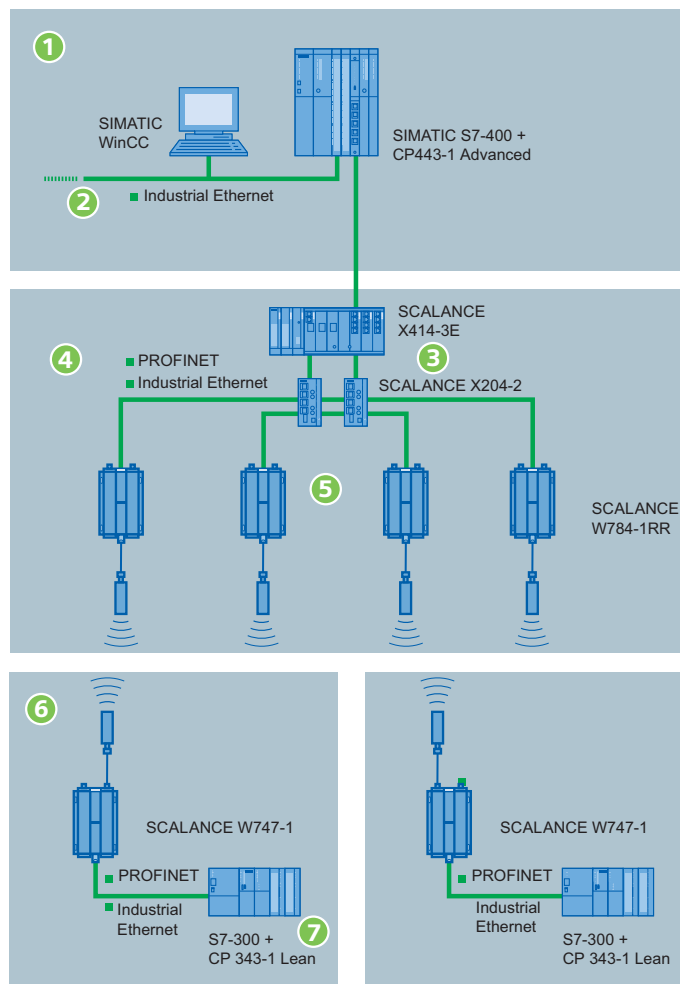 1
SIMATIC
WinCC
SIMATIC S7-400 +
CP443-1 Advanced
2
Industrial Ethernet
SCALANCE
X414-3E
3
4
PROFINET
Industrial Ethernet
SCALANCE X204-2
5
SCALANCE
W784-1RR
6
SCALANCE W747-1
PROFINET
Industrial
Ethernet
7
S7-300 +
CP 343-1 Lean
SCALANCE W747-1
PROFINET
Industrial
Ethernet
S7-300 +
CP 343-1 Lean